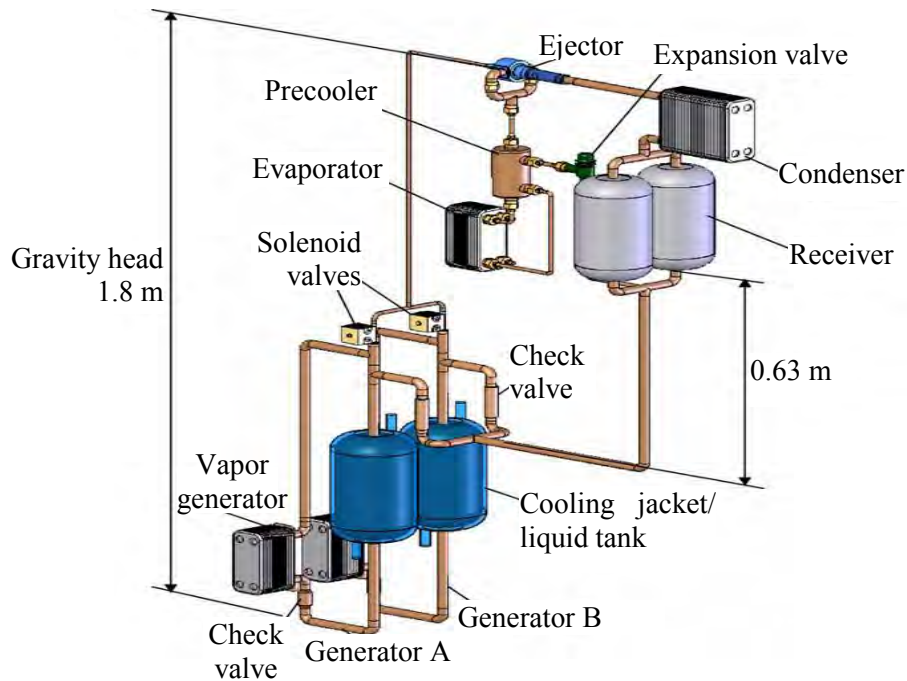 Ejector
Expansion valve
Precooler
Evaporator
Condenser
Solenoid
valves
Receiver
Gravity head
1.8 m
Check
valve
0.63 m
Vapor
generator
Cooling jacket/
liquid tank
Generator B
Check
valve
Generator A